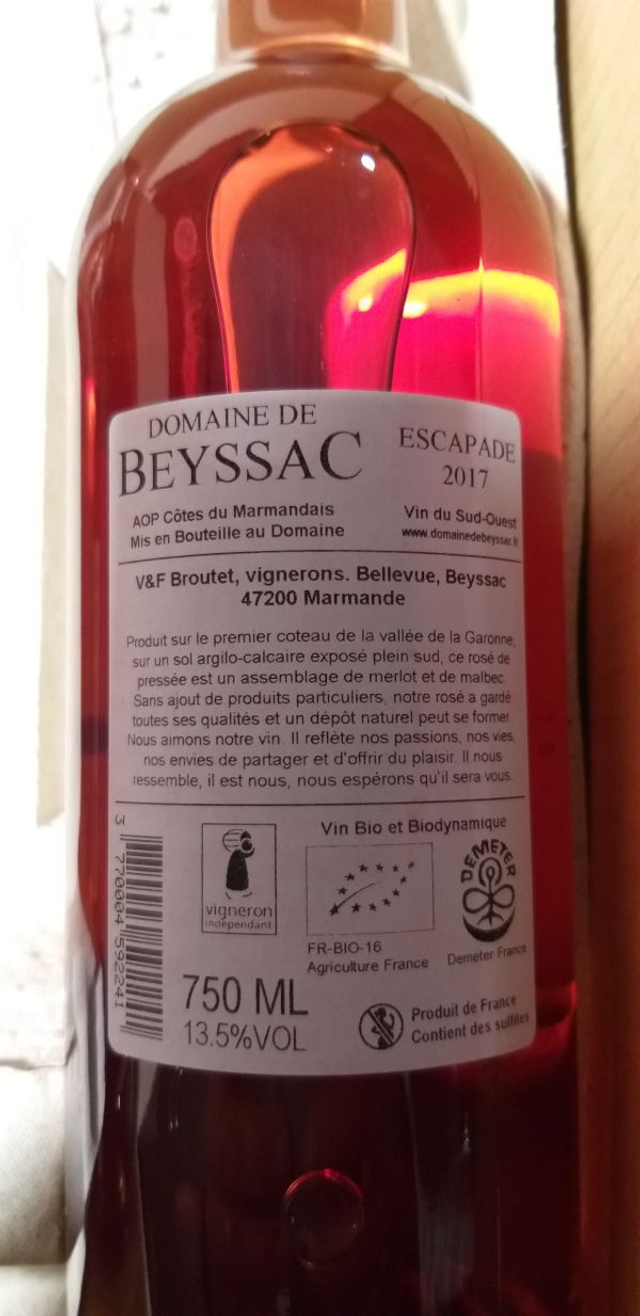 DOMAINE DE
BEYSSAC
ESCAPADE
2017
AOP Côtes du Marmandais
Mis en Bouteille au Domaine
Vin du Sud-Ouest
www.domainedebeyssac.fr
V&F Broutet, vignerons. Bellevue, Beyssac
47200 Marmande
Produit sur le premier coteau de la vallée de la Garonne,
sur un sol argilo-calcaire exposé plein sud, ce rosé de
pressée est un assemblage de merlot et de malbec.
Sans ajout de produits particuliers, notre rosé a gardé
toutes ses qualités et un dépôt naturel peut se former.
Nous aimons notre vin. Il reflète nos passions, nos vies,
nos envies de partager et d'offrir du plaisir. Il nous
ressemble, il est nous, nous espérons qu'il sera vous.
3 770004 592241
vigneron
indépendant
Vin Bio et Biodynamique
FR-BIO-16
Agriculture France
DEMETER
Demeter France
750 ML
13.5%VOL
Produit de France
Contient des sulfites